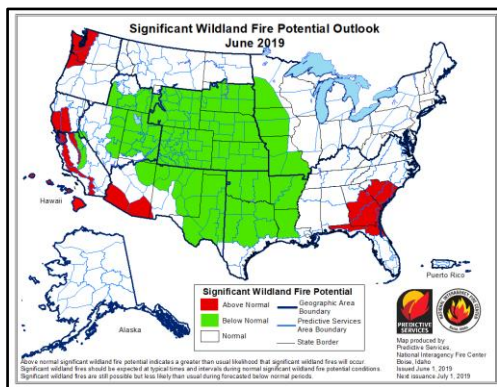 Significant Wildland Fire Potential Outlook
June 2019
Hawaii
Alaska
Puerto Rico
Significant Wildland Fire Potential
Above Normal
Below Normal
Normal
Geographic Area
Boundary
Predictive Services
Area Boundary
State Border
PREDICTIVE
SERVICES
Map produced by
Predictive Services,
National Interagency Fire Center
Boise, Idaho
Issued June 1, 2019
Next issuance July 1, 2019
Above normal significant wildland fire potential indicates a greater than usual likelihood that significant wildland fires will occur.
Significant wildland fires should be expected at typical times and intervals during normal significant wildland fire potential conditions.
Significant wildland fires are still possible but less likely than usual during forecasted below normal periods.